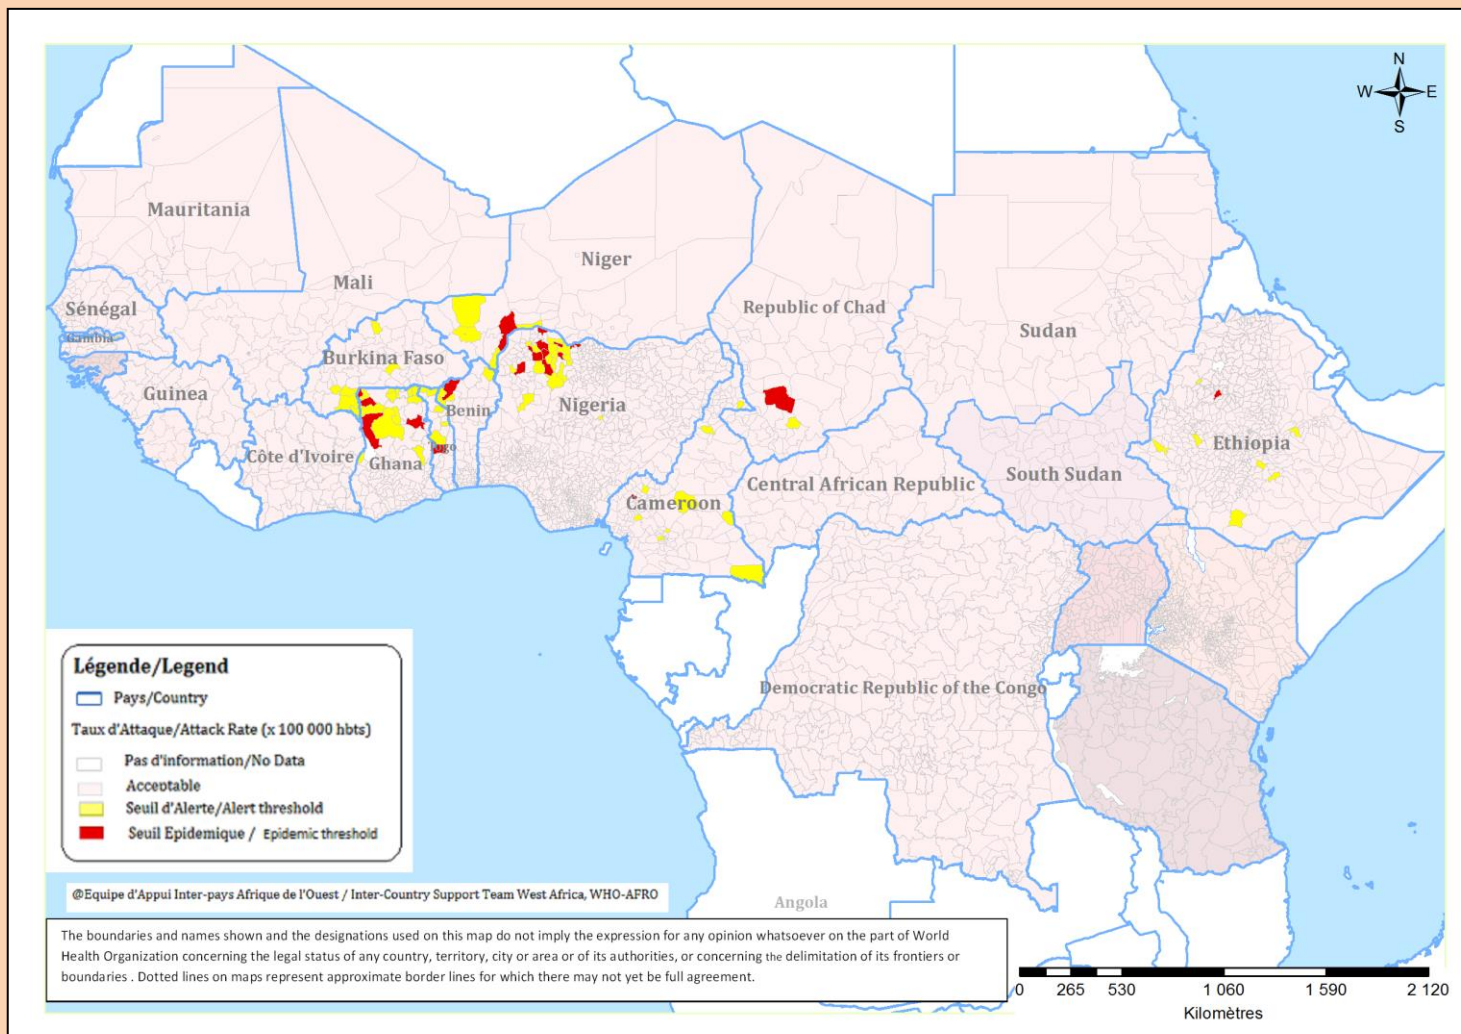 N
W E
S
Mauritania
Mali
Niger
Republic of Chad
Sudan
Sénégal
Gambia
Burkina Faso
Guinea
Benin
Nigeria
Ethiopia
Côte d'Ivoire
Ghana
Togo
South Sudan
Cameroon
Central African Republic
Democratic Republic of the Congo
Angola
Légende/Legend
Pays/Country
Taux d'Attaque/Attack Rate (x 100 000 hbts)
Pas d'information/No Data
Acceptable
Seuil d'Alerte/Alert threshold
Seuil Epidemique / Epidemic threshold
@Equipe d'Appui Inter-pays Afrique de l'Ouest / Inter-Country Support Team West Africa, WHO-AFRO
The boundaries and names shown and the designations used on this map do not imply the expression for any opinion whatsoever on the part of World
Health Organization concerning the legal status of any country, territory, city or area or of its authorities, or concerning the delimitation of its frontiers or
boundaries . Dotted lines on maps represent approximate border lines for which there may not yet be full agreement.
0 265 530 1 060 1 590 2 120
Kilomètres